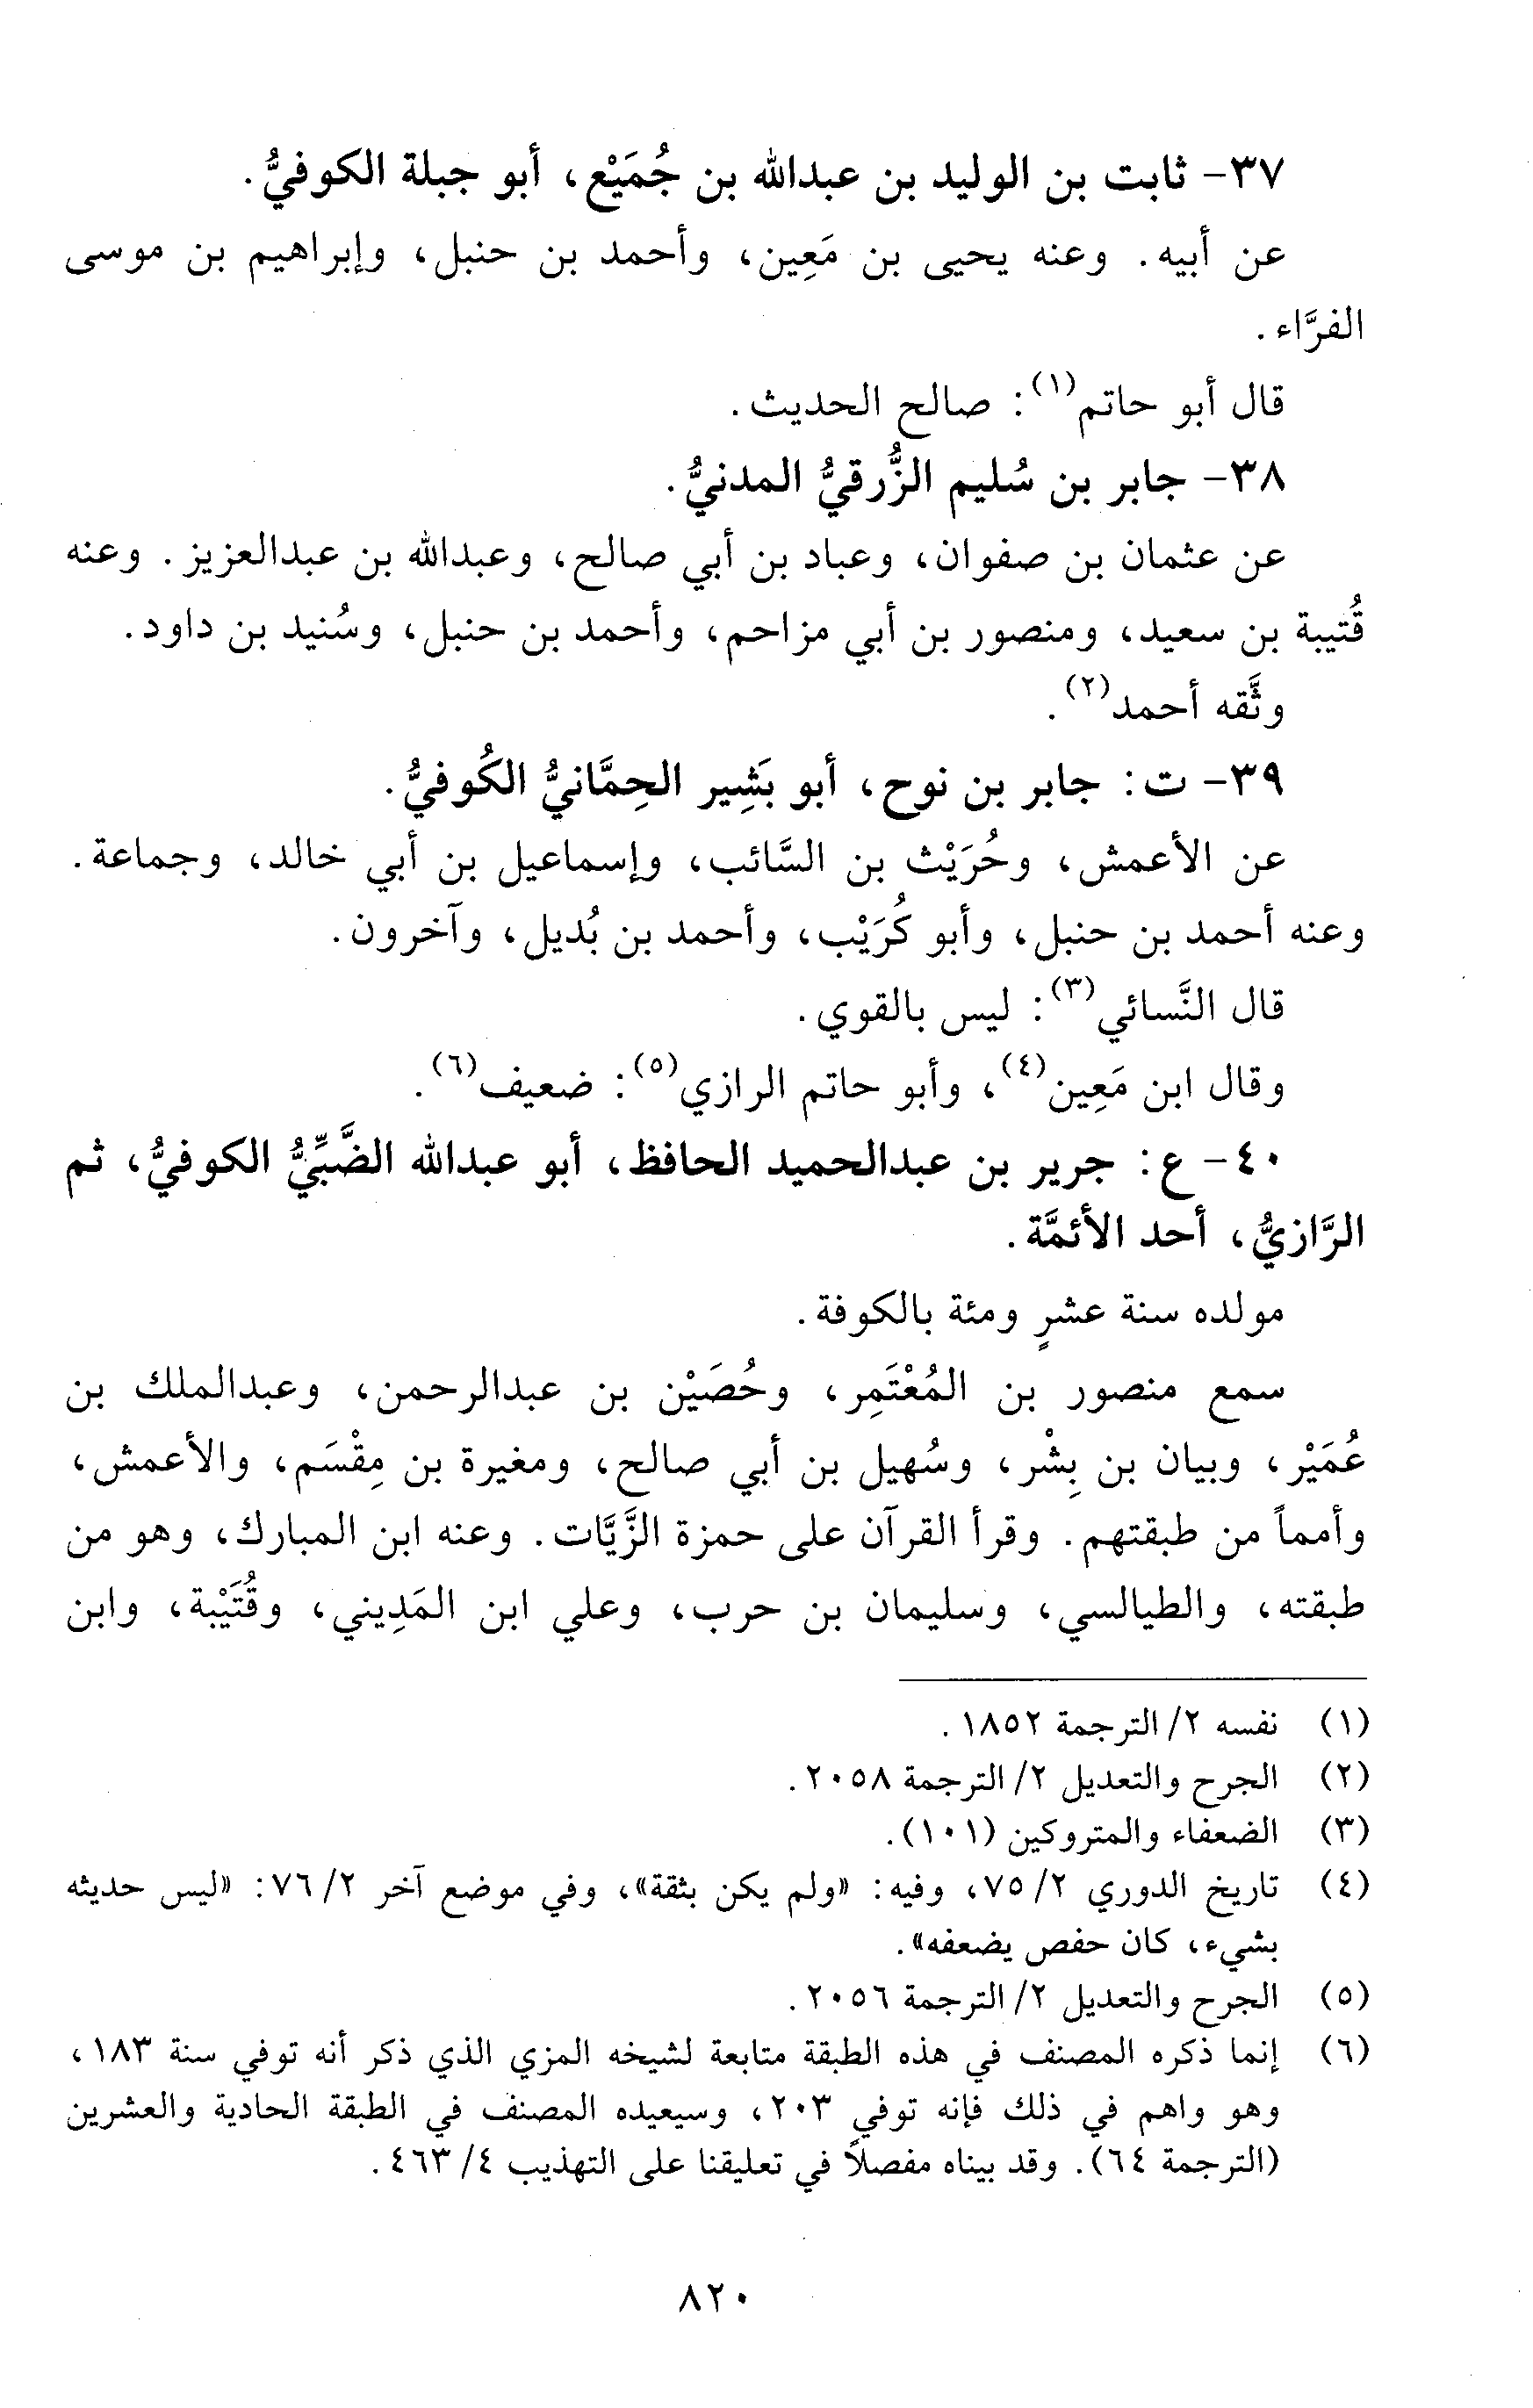 ٣٧- ثابت بن الوليد بن عبدالله بن جُمَيْع، أبو جبلة الكوفيُّ.
عن أبيه. وعنه يحيى بن مَعِين، وأحمد بن حنبل، وإبراهيم بن موسى
الفرَّاء.
قال أبو حاتم(١): صالح الحديث.
٣٨- جابر بن سُليم الزُّرقيُّ المدنيُّ.
عن عثمان بن صفوان، وعباد بن أبي صالح، وعبدالله بن عبدالعزيز. وعنه
قُتيبة بن سعيد، ومنصور بن أبي مزاحم، وأحمد بن حنبل، وسُنيد بن داود.
وثَّقه أحمد(٢).
٣٩- ت: جابر بن نوح، أبو بَشِير الحِمَّانيُّ الكُوفيُّ.
عن الأعمش، وحُرَيْث بن السَّائب، وإسماعيل بن أبي خالد، وجماعة.
وعنه أحمد بن حنبل، وأبو كُرَيْب، وأحمد بن بُديل، وآخرون.
قال النَّسائي(٣): ليس بالقوي.
وقال ابن مَعِين(٤)، وأبو حاتم الرازي(٥): ضعيف(٦).
٤٠- ع: جرير بن عبدالحميد الحافظ، أبو عبدالله الضَّبِّيُّ الكوفيُّ، ثم
الرَّازيُّ، أحد الأئمَّة.
مولده سنة عشرٍ ومئة بالكوفة.
سمع منصور بن المُعْتَمِر، وحُصَيْن بن عبدالرحمن، وعبدالملك بن
عُمَيْر، وبيان بن بِشْر، وسُهيل بن أبي صالح، ومغيرة بن مِقْسَم، والأعمش،
وأمماً من طبقتهم. وقرأ القرآن على حمزة الزَّيَّات. وعنه ابن المبارك، وهو من
طبقته، والطيالسي، وسليمان بن حرب، وعلي ابن المَدِيني، وقُتَيْبة، وابن
(١) نفسه ٢/ الترجمة ١٨٥٢.
(٢) الجرح والتعديل ٢/ الترجمة ٢٠٥٨.
(٣) الضعفاء والمتروكين (١٠١).
(٤) تاريخ الدوري ٢/ ٧٥، وفيه: «ولم يكن بثقة»، وفي موضع آخر ٢/ ٧٦: «ليس حديثه
بشيء، كان حفص يضعفه».
(٥) الجرح والتعديل ٢/ الترجمة ٢٠٥٦.
(٦) إنما ذكره المصنف في هذه الطبقة متابعة لشيخه المزي الذي ذكر أنه توفي سنة ١٨٣،
وهو واهم في ذلك فإنه توفي ٢٠٣، وسيعيده المصنف في الطبقة الحادية والعشرين
(الترجمة ٦٤). وقد بيناه مفصلاً في تعليقنا على التهذيب ٤/ ٤٦٣.
٨٢٠